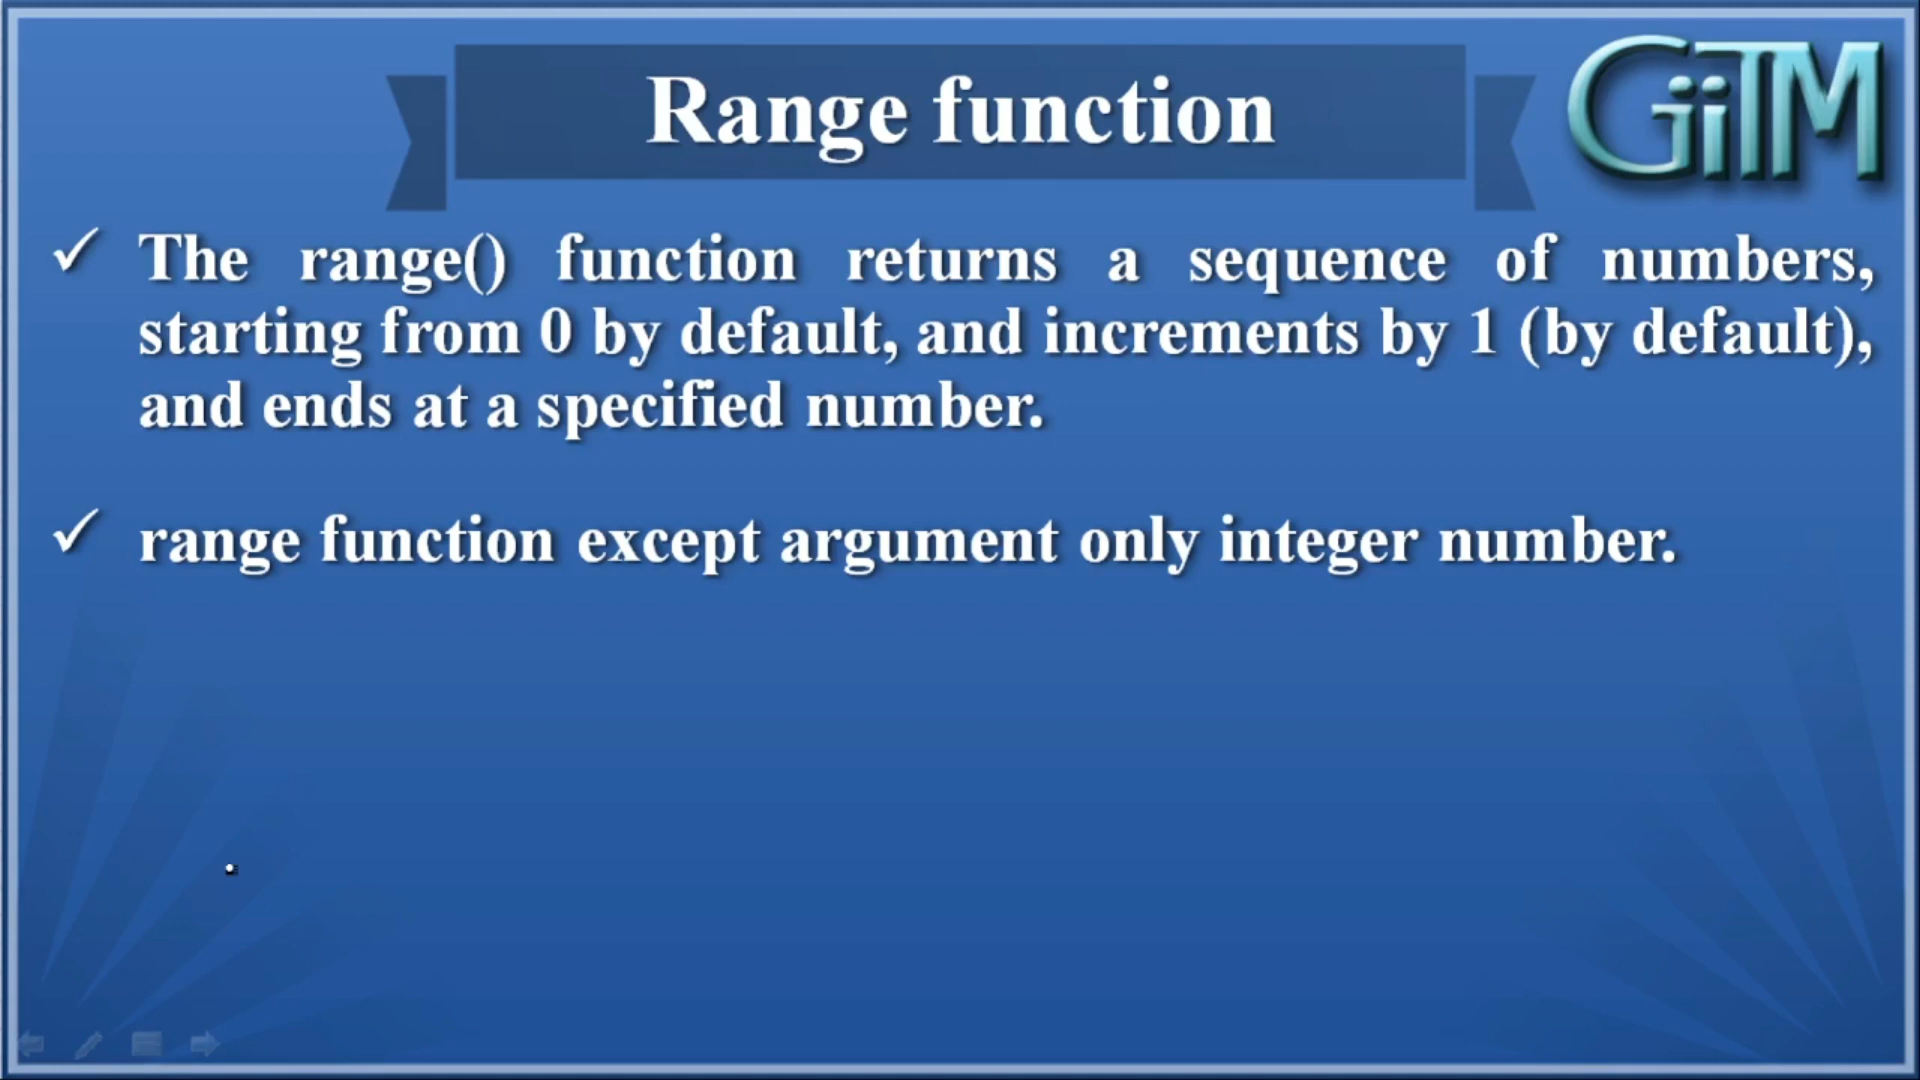 Range function
GiTM
The range() function returns a sequence of numbers,
starting from 0 by default, and increments by 1 (by default),
and ends at a specified number.
range function except argument only integer number.